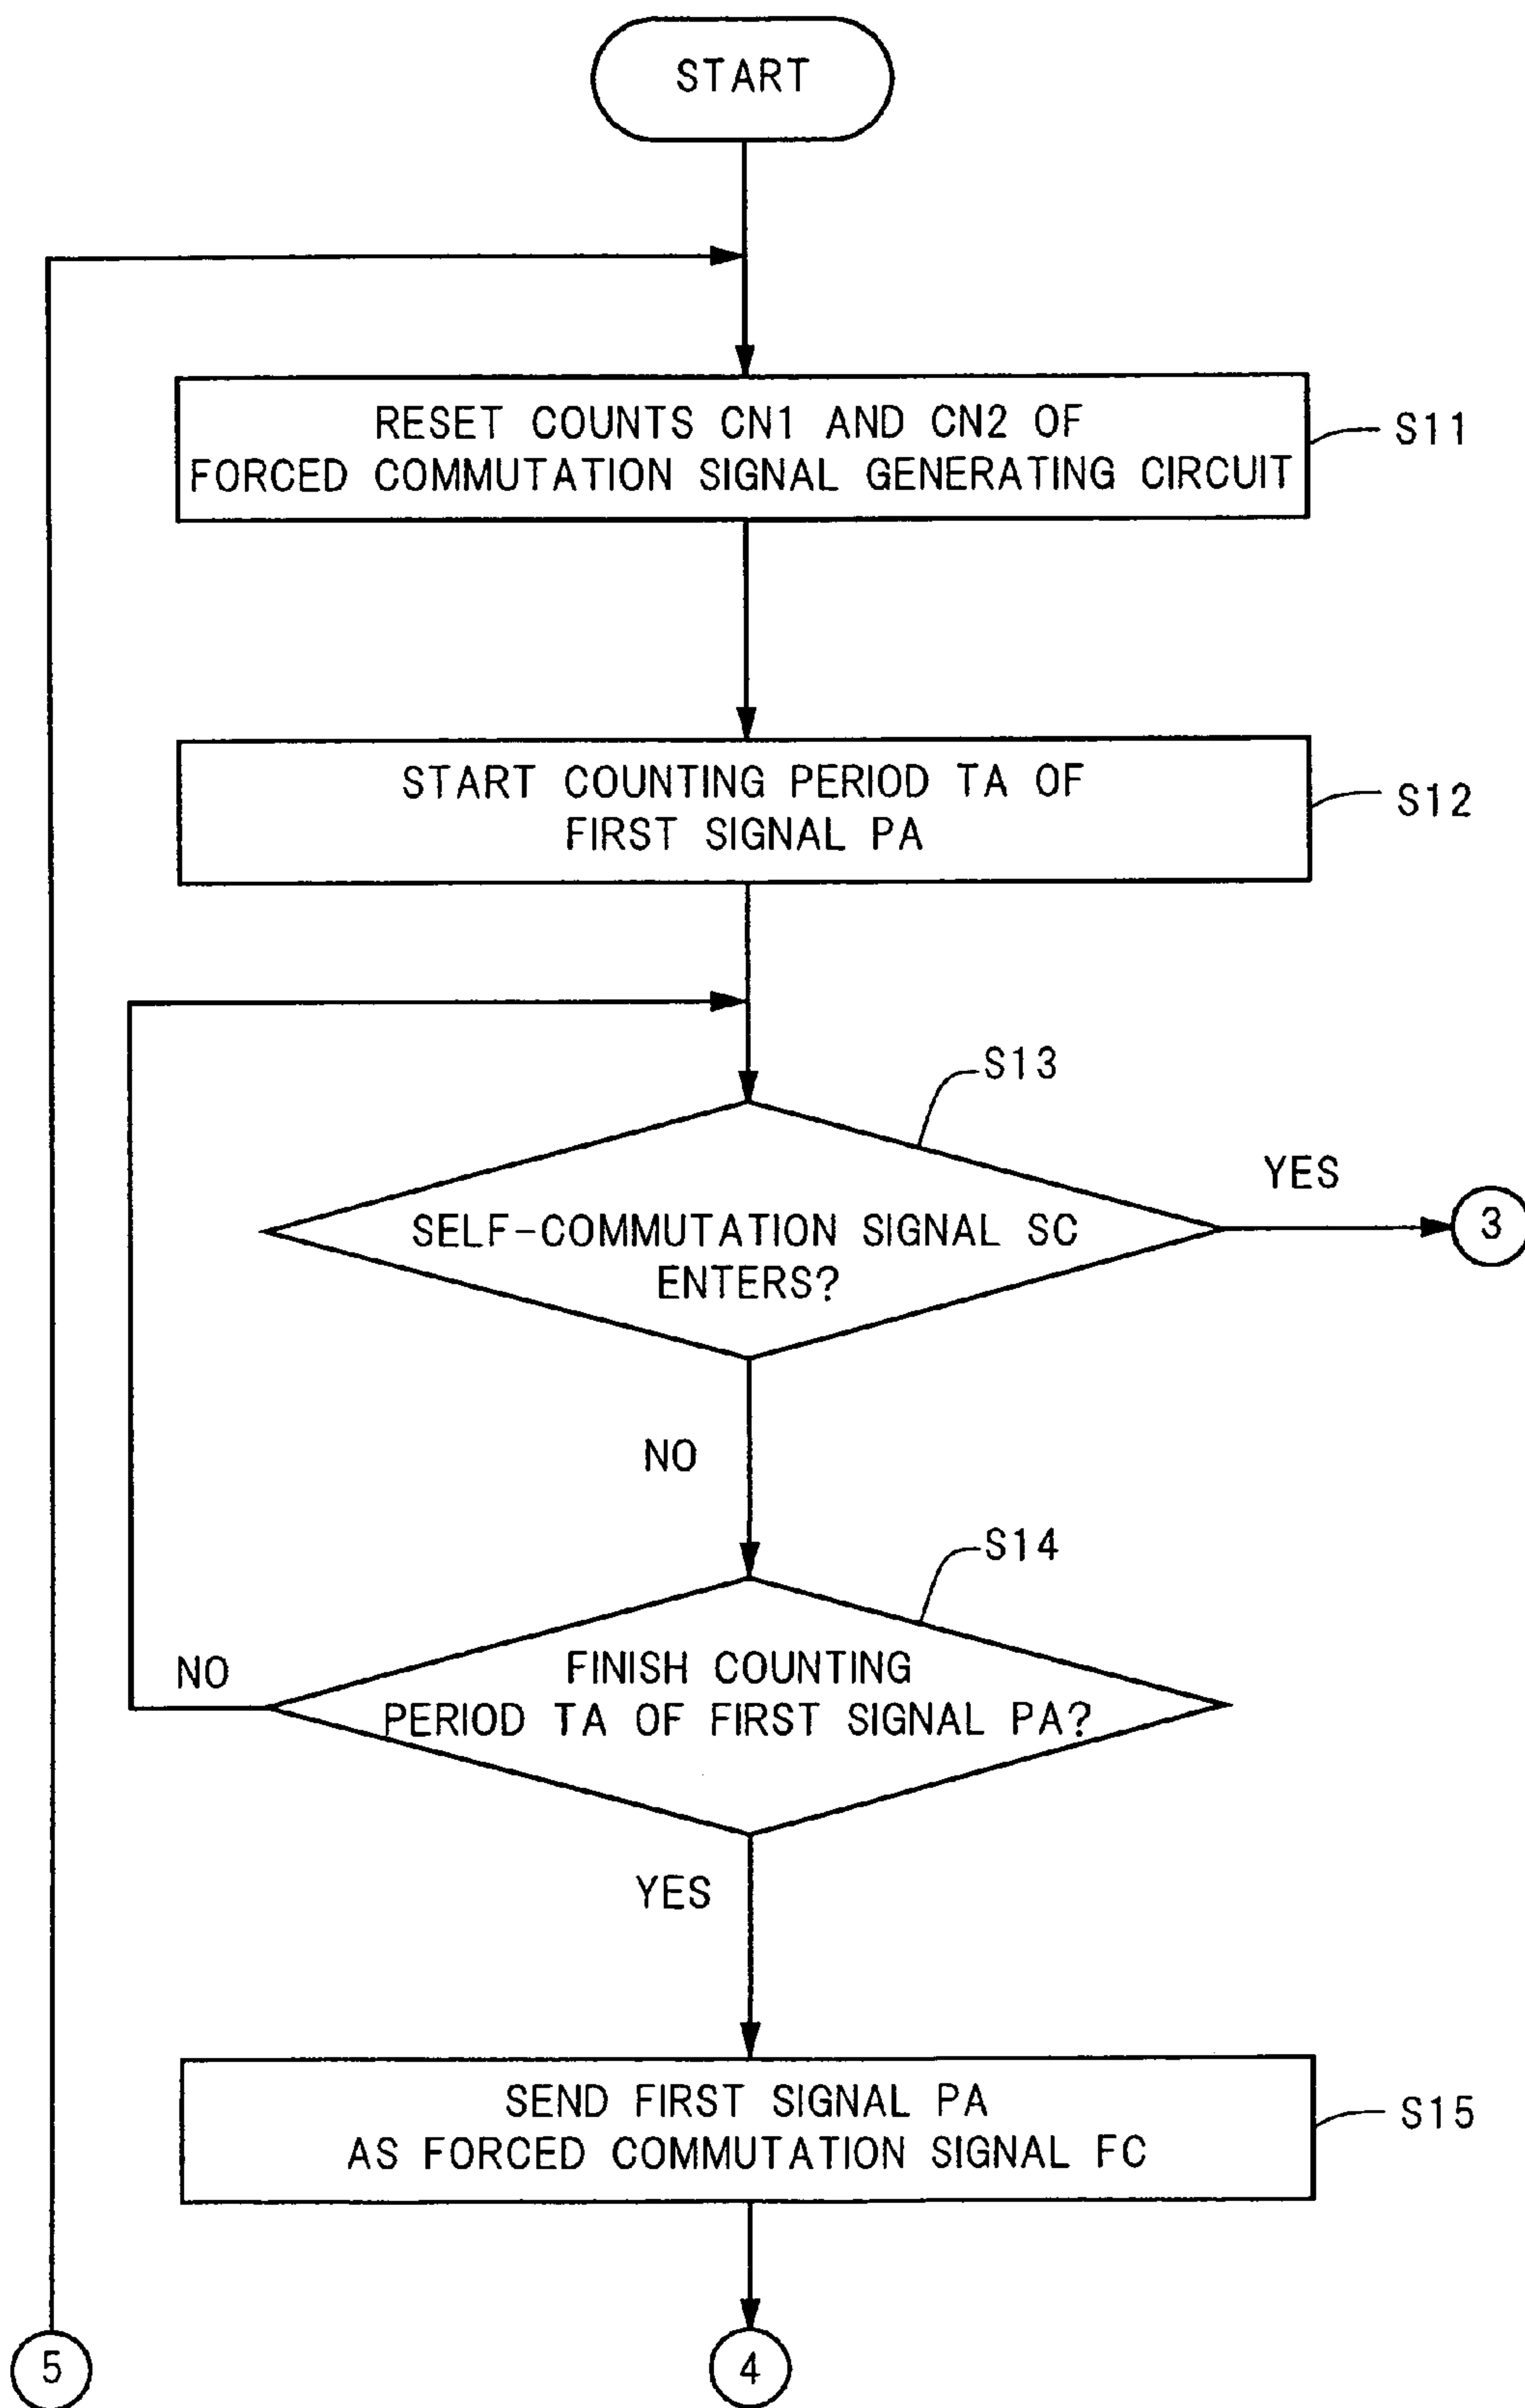 START
RESET COUNTS CN1 AND CN2 OF
FORCED COMMUTATION SIGNAL GENERATING CIRCUIT
S11
START COUNTING PERIOD TA OF
FIRST SIGNAL PA
S12
S13
YES
3
SELF-COMMUTATION SIGNAL SC
ENTERS?
NO
S14
NO
FINISH COUNTING
PERIOD TA OF FIRST SIGNAL PA?
YES
SEND FIRST SIGNAL PA
AS FORCED COMMUTATION SIGNAL FC
S15
5
4